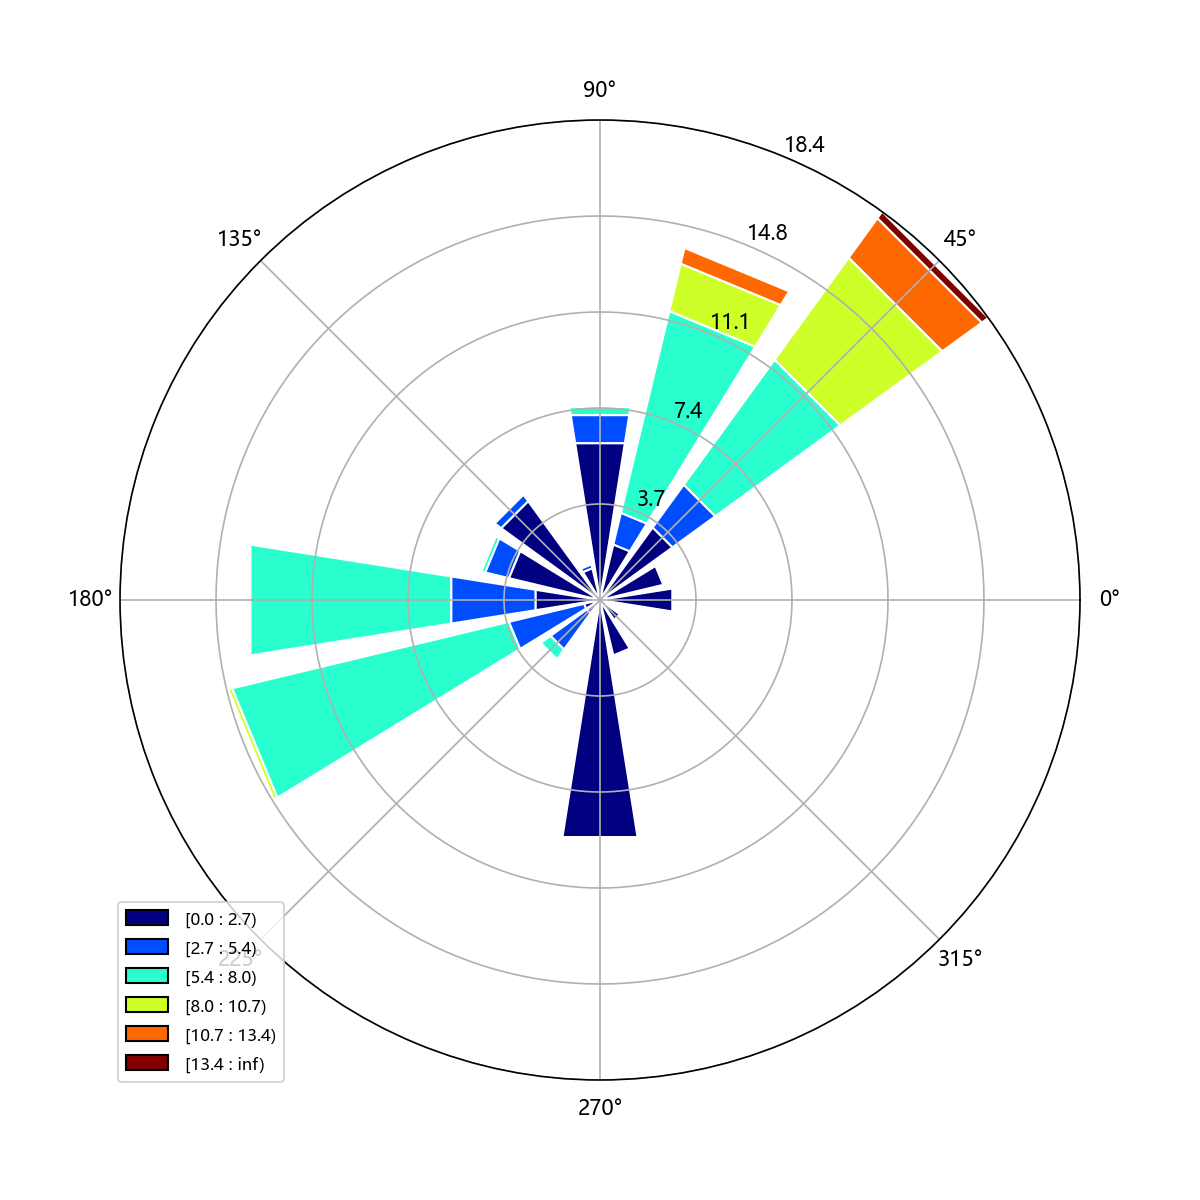 90°
18.4
14.8
135°
45°
11.1
7.4
3.7
180°
0°
[0.0 : 2.7)
[2.7 : 5.4)
225°
315°
[5.4 : 8.0)
[8.0 : 10.7)
[10.7 : 13.4)
[13.4 : inf)
270°